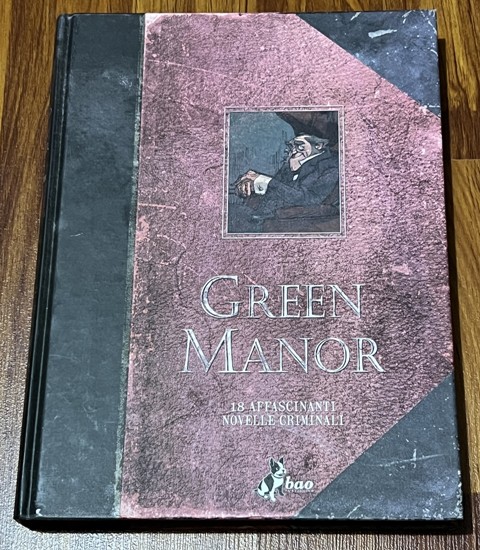 GREEN
MANOR
18 AFFASCINANTI
NOVELLE CRIMINALI
bao